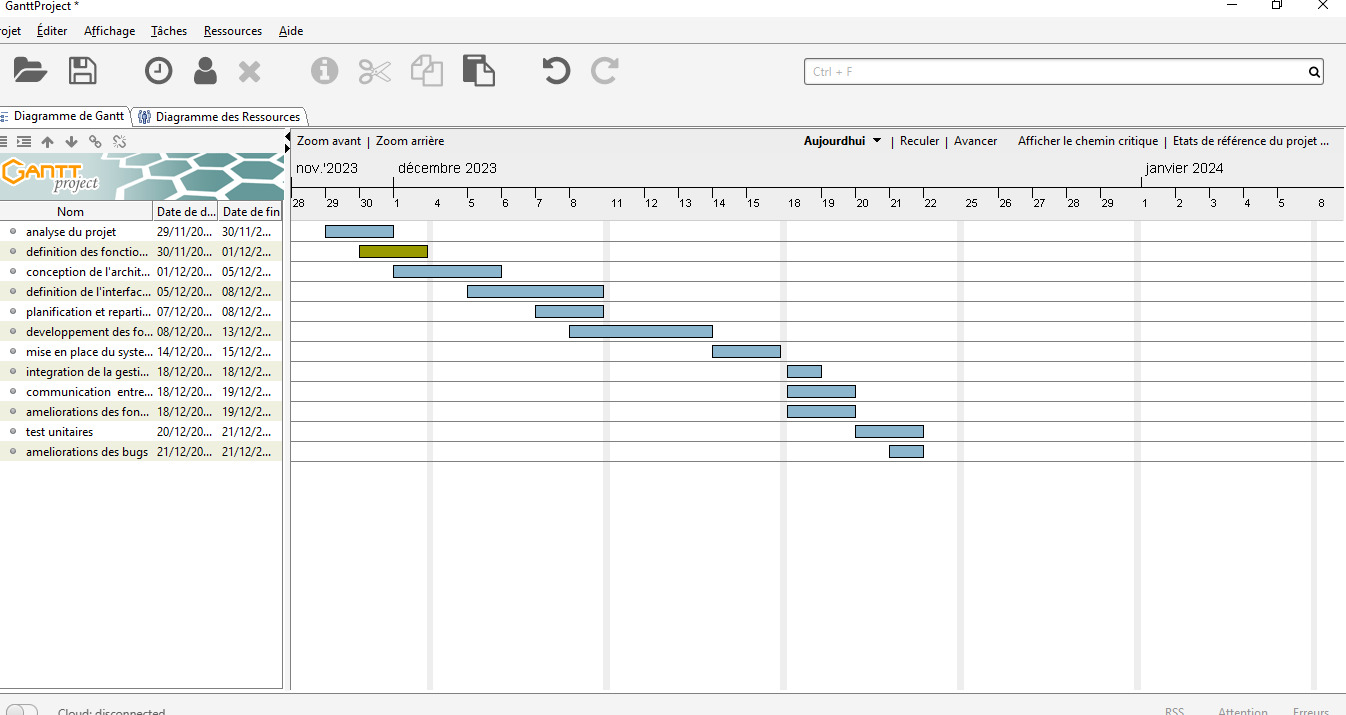 GanttProject *
rojet Éditer Affichage Tâches Ressources Aide
Ctrl + F
Diagramme de Gantt Diagramme des Ressources
Zoom avant | Zoom arrière Aujourd'hui | Reculer | Avancer Afficher le chemin critique | Etats de référence du projet ...
GANTT project
nov.'2023 décembre 2023 janvier 2024
28 29 30 1 4 5 6 7 8 11 12 13 14 15 18 19 20 21 22 25 26 27 28 29 1 2 3 4 5 8
Nom Date de d... Date de fin
analyse du projet 29/11/20... 30/11/2...
definition des fonctio... 30/11/20... 01/12/2...
conception de l'archit... 01/12/20... 05/12/2...
definition de l'interfac... 05/12/20... 08/12/2...
planification et reparti... 07/12/20... 08/12/2...
developpement des fo... 08/12/20... 13/12/2...
mise en place du syste... 14/12/20... 15/12/2...
integration de la gesti... 18/12/20... 18/12/2...
communication entre... 18/12/20... 19/12/2...
ameliorations des fon... 18/12/20... 19/12/2...
test unitaires 20/12/20... 21/12/2...
ameliorations des bugs 21/12/20... 21/12/2...
Cloud: disconnected RSS Attention Erreurs